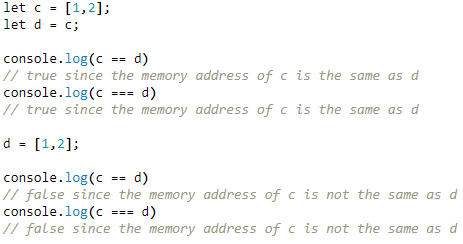 let c = [1,2];
let d = c;
console.log(c == d)
// true since the memory address of c is the same as d
console.log(c === d)
// true since the memory address of c is the same as d
d = [1,2];
console.log(c == d)
// false since the memory address of c is not the same as d
console.log(c === d)
// false since the memory address of c is not the same as d